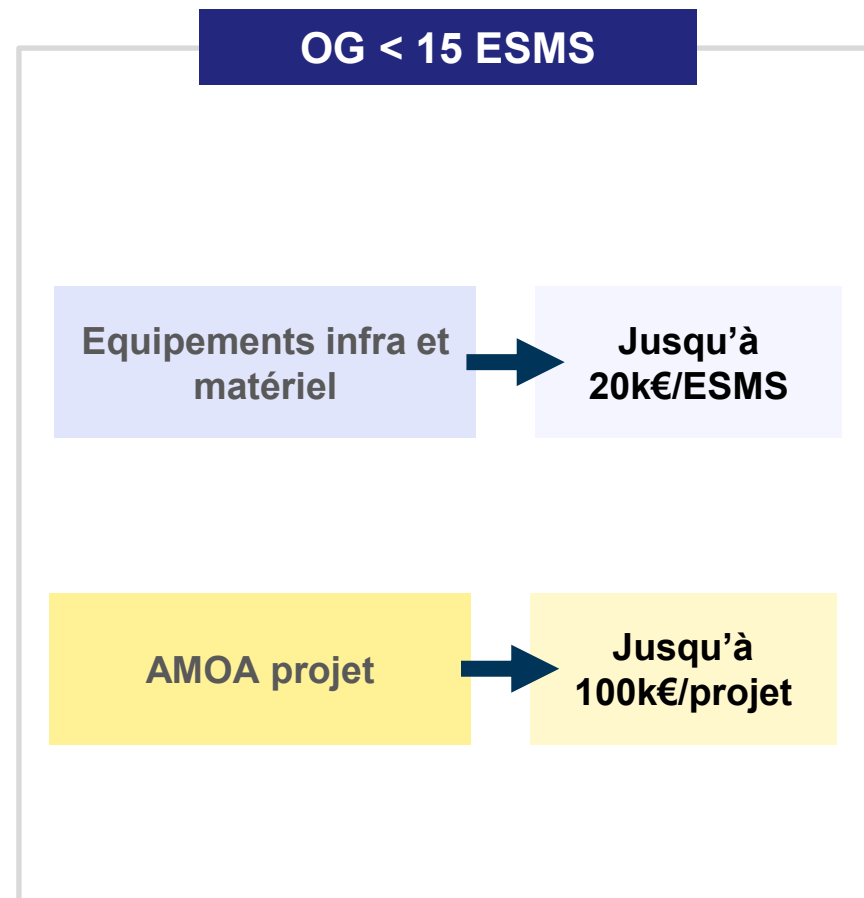 OG < 15 ESMS
Equipements infra et
matériel
Jusqu’à
20k€/ESMS
AMOA projet
Jusqu’à
100k€/projet